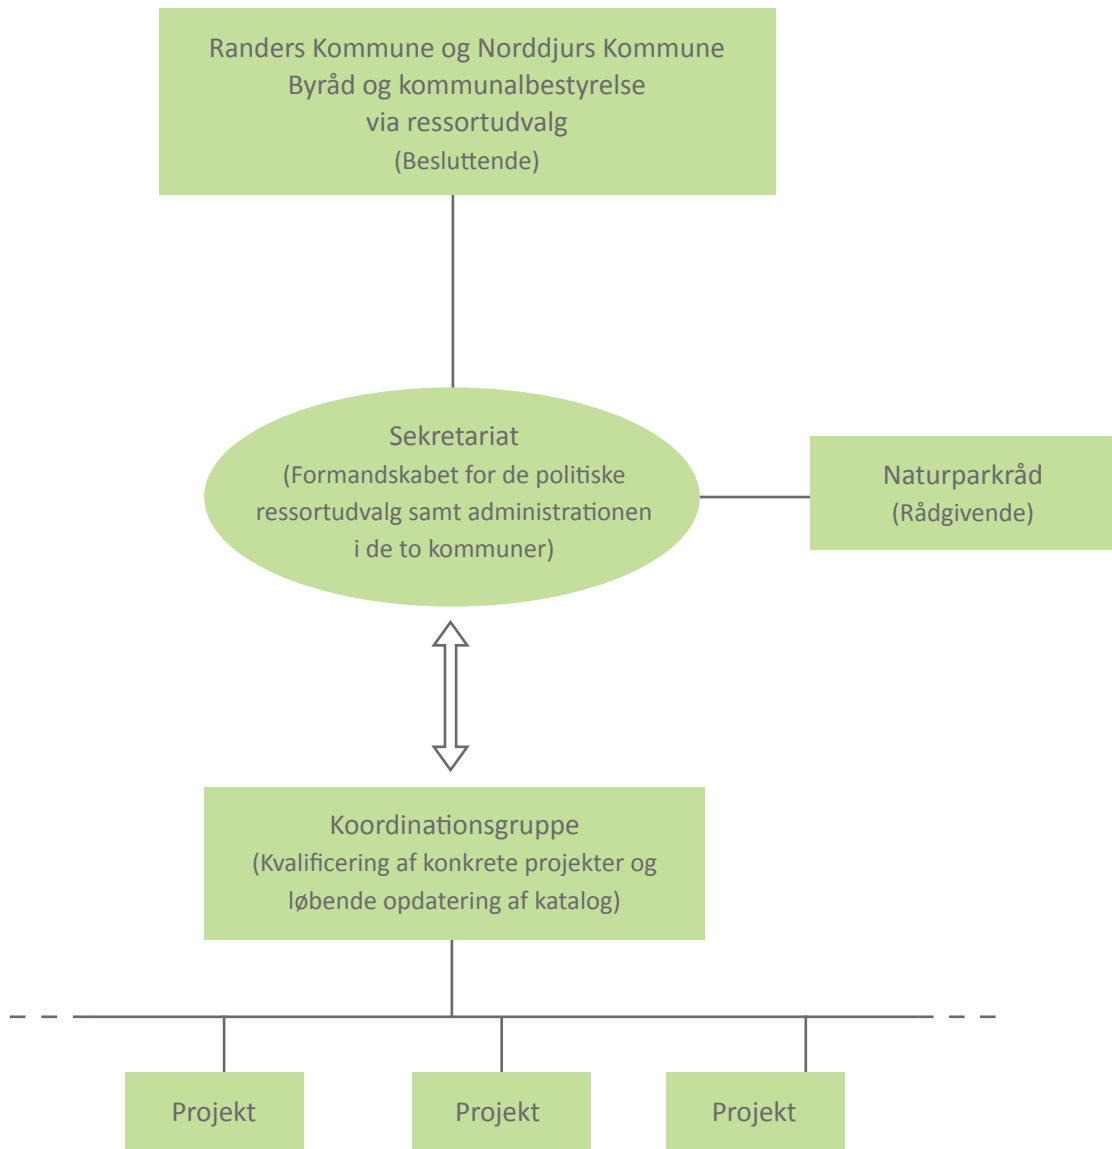 Randers Kommune og Norddjurs Kommune
Byråd og kommunalbestyrelse
via ressortudvalg
(Besluttende)
Sekretariat
(Formandskabet for de politiske
ressortudvalg samt administrationen
i de to kommuner)
Naturparkråd
(Rådgivende)
Koordinationsgruppe
(Kvalificering af konkrete projekter og
løbende opdatering af katalog)
Projekt
Projekt
Projekt